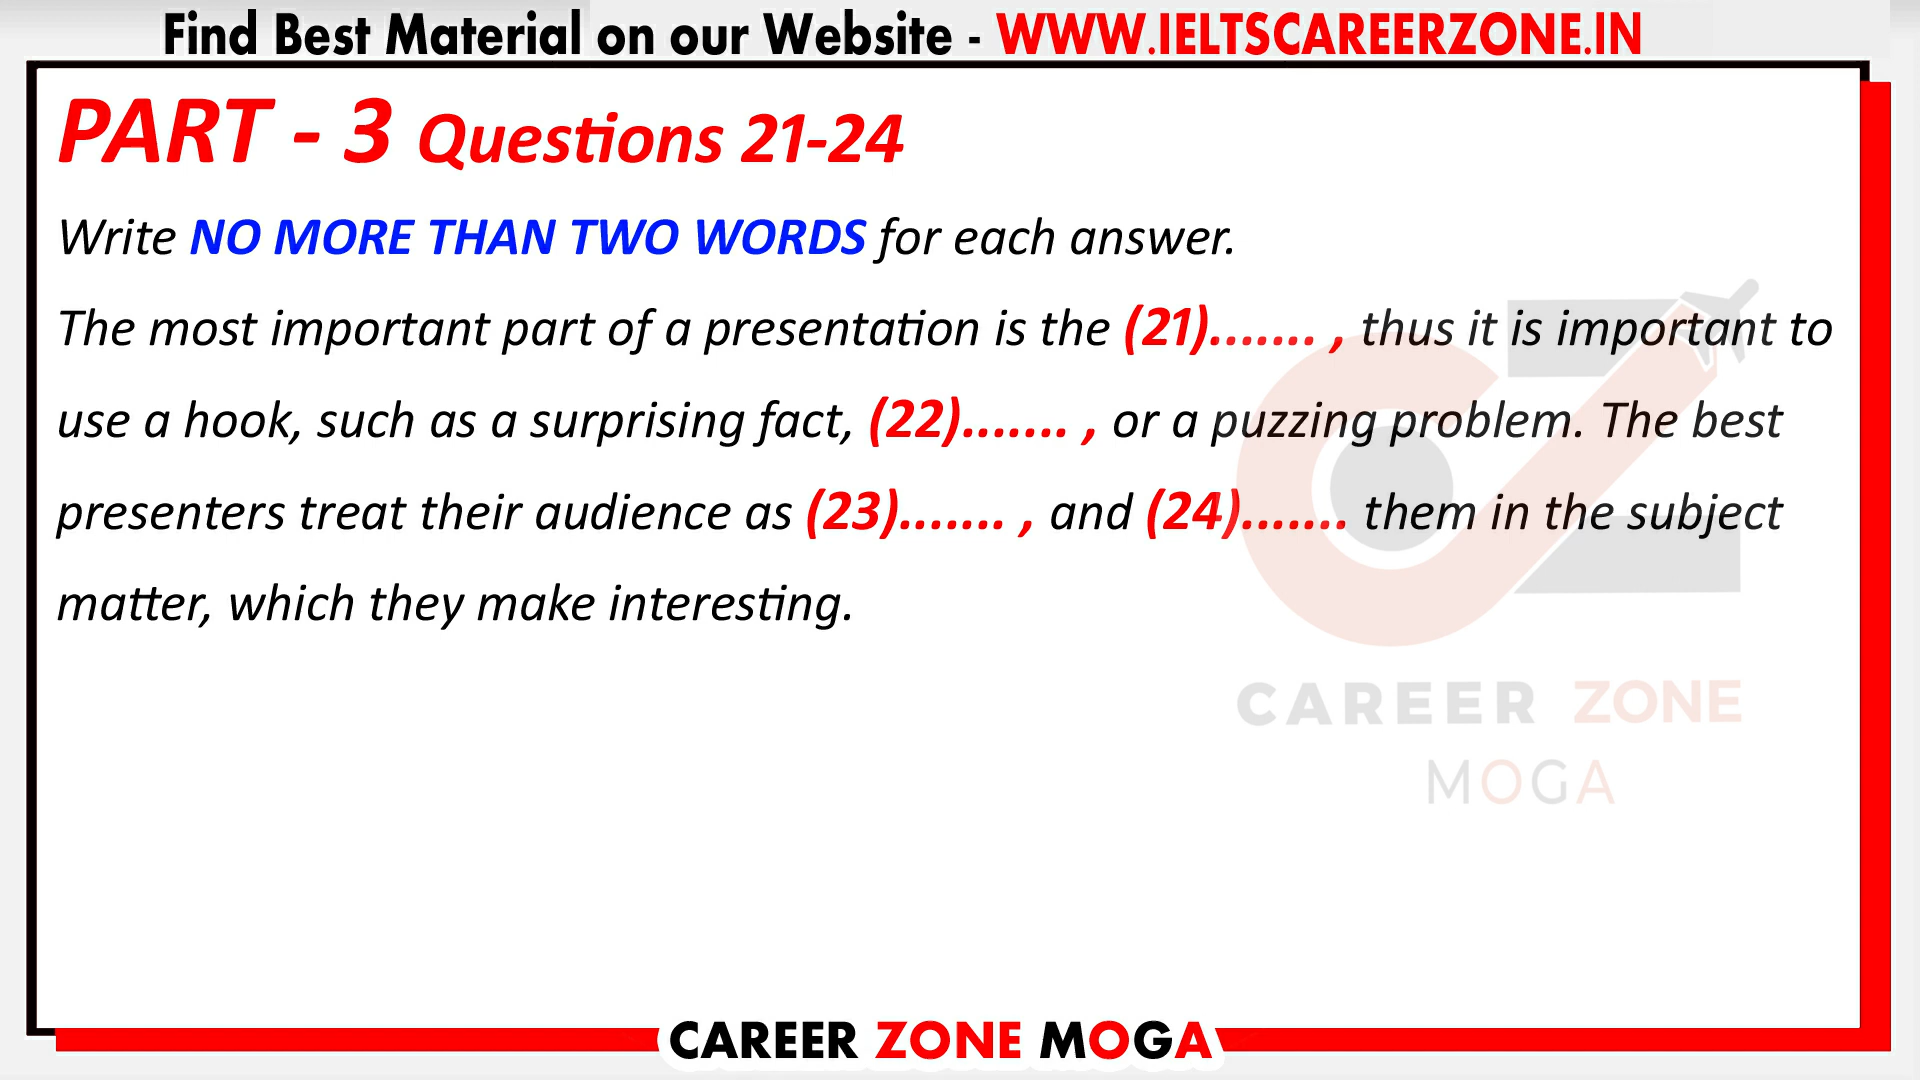 Find Best Material on our Website - WWW.IELTSCAREERZONE.IN
PART - 3 Questions 21-24
Write NO MORE THAN TWO WORDS for each answer.
The most important part of a presentation is the (21)....... , thus it is important to
use a hook, such as a surprising fact, (22)....... , or a puzzing problem. The best
presenters treat their audience as (23)....... , and (24)....... them in the subject
matter, which they make interesting.
CAREER ZONE
MOGA
CAREER ZONE MOGA